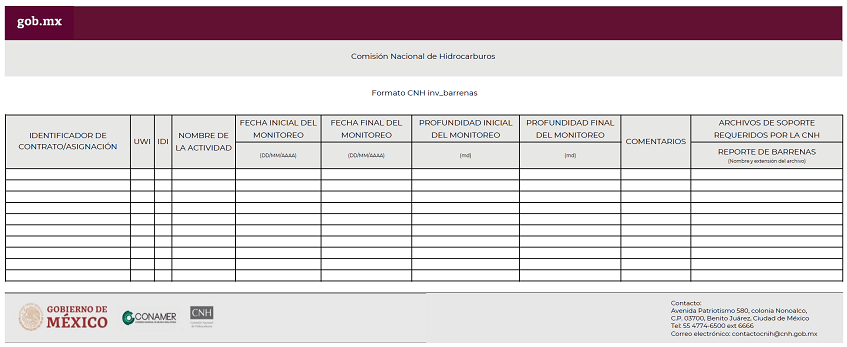 gob.mx
Comisión Nacional de Hidrocarburos
Formato CNH inv_barrenas
IDENTIFICADOR DE
CONTRATO/ASIGNACIÓN
UWI
IDI
NOMBRE DE
LA ACTIVIDAD
FECHA INICIAL DEL
MONITOREO
(DD/MM/AAAA)
FECHA FINAL DEL
MONITOREO
(DD/MM/AAAA)
PROFUNDIDAD INICIAL
DEL MONITOREO
(md)
PROFUNDIDAD FINAL
DEL MONITOREO
(md)
COMENTARIOS
ARCHIVOS DE SOPORTE
REQUERIDOS POR LA CNH
REPORTE DE BARRENAS
(Nombre y extensión del archivo)
GOBIERNO DE
MÉXICO
CONAMER
CNH
Comisión Nacional
de Hidrocarburos
Contacto:
Avenida Patriotismo 580, colonia Nonoalco,
C.P. 03700, Benito Juárez, Ciudad de México
Tel: 55 4774-6500 ext 6666
Correo electrónico: contactocnih@cnh.gob.mx